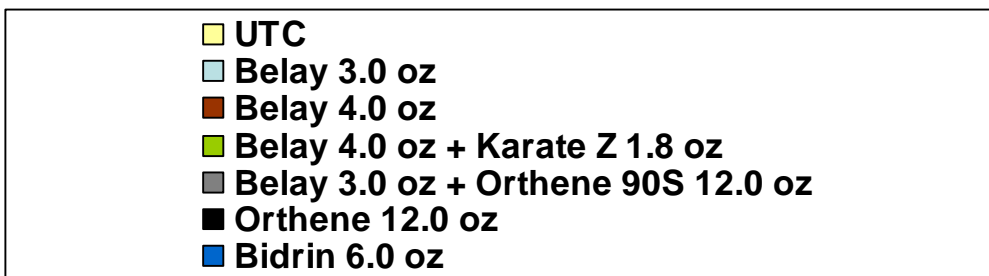 UTC
Belay 3.0 oz
Belay 4.0 oz
Belay 4.0 oz + Karate Z 1.8 oz
Belay 3.0 oz + Orthene 90S 12.0 oz
Orthene 12.0 oz
Bidrin 6.0 oz